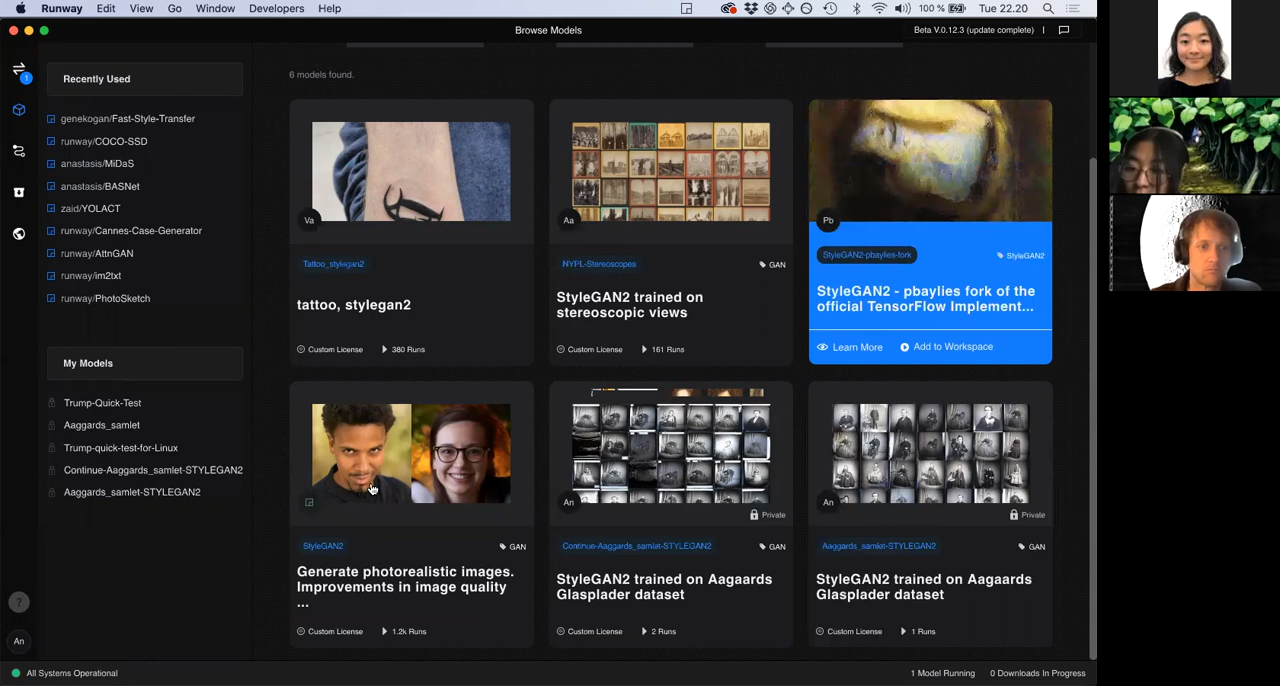 Runway File Edit View Go Window Developers Help 100 % Tue 22.20
Browse Models
Beta V.0.12.3 (update complete)
Recently Used
genekogan/Fast-Style-Transfer
runway/COCO-SSD
anastasis/MiDaS
anastasis/BASNet
zaid/YOLACT
runway/Cannes-Case-Generator
runway/AttnGAN
runway/im2txt
runway/PhotoSketch
My Models
Trump-Quick-Test
Aaggards_samlet
Trump-quick-test-for-Linux
Continue-Aaggards_samlet-STYLEGAN2
Aaggards_samlet-STYLEGAN2
1
?
An
6 models found.
Va
Tattoo_stylegan2
tattoo, stylegan2
Custom License 380 Runs
Aa
NYPL-Stereoscopes GAN
StyleGAN2 trained on
stereoscopic views
Custom License 161 Runs
Pb
StyleGAN2-pbaylies-fork StyleGAN2
StyleGAN2 - pbaylies fork of the
official TensorFlow Implement...
Learn More Add to Workspace
StyleGAN2 GAN
Generate photorealistic images.
Improvements in image quality
...
Custom License 1.2k Runs
An
Private
Continue-Aaggards_samlet-STYLEGAN2 GAN
StyleGAN2 trained on Aagaards
Glasplader dataset
Custom License 2 Runs
An
Private
Aaggards_samlet-STYLEGAN2 GAN
StyleGAN2 trained on Aagaards
Glasplader dataset
Custom License 1 Runs
All Systems Operational
1 Model Running 0 Downloads In Progress